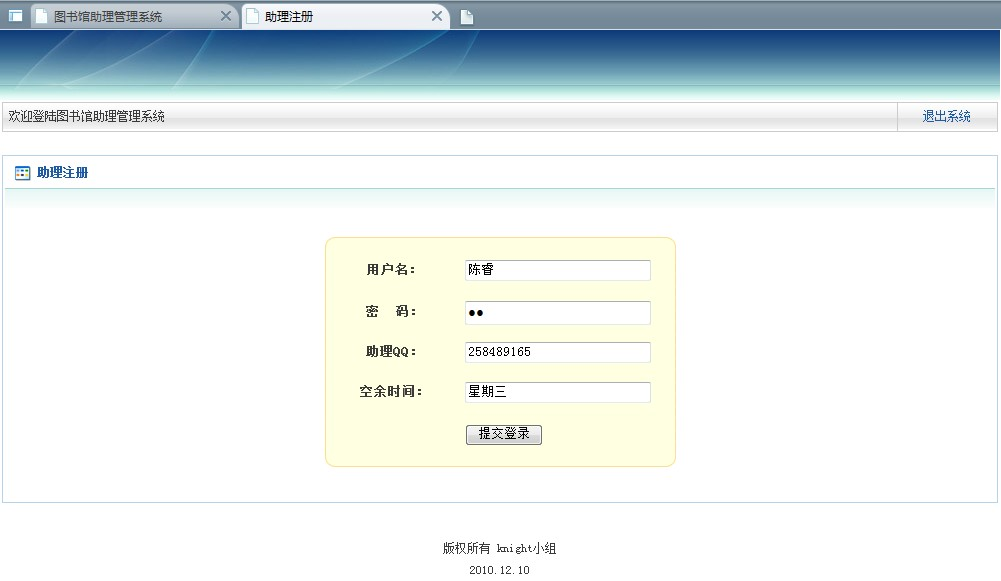 图书馆助理管理系统 助理注册
欢迎登陆图书馆助理管理系统 退出系统
助理注册
用户名： 陈睿
密 码： ●●
助理QQ： 258489165
空余时间： 星期三
提交登录
版权所有 knight小组
2010.12.10